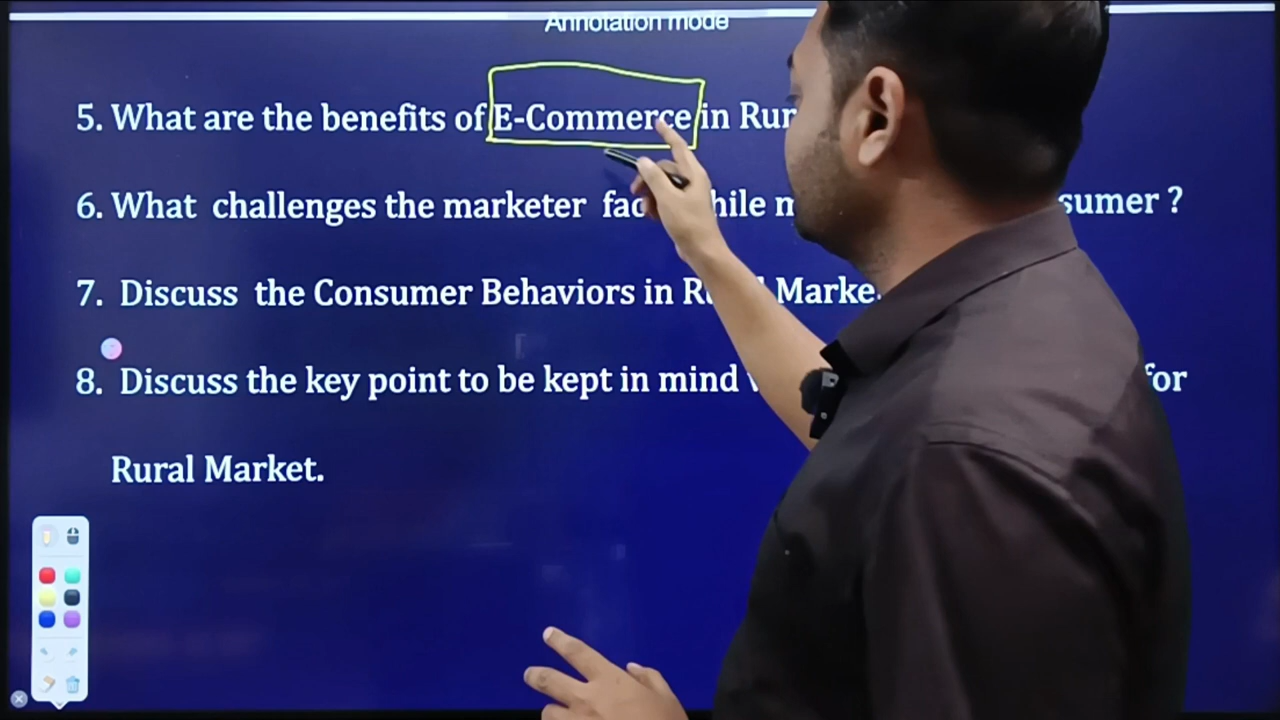 Annotation mode
5. What are the benefits of E-Commerce in Rur
6. What challenges the marketer fac hile m sumer ?
7. Discuss the Consumer Behaviors in R Marke
8. Discuss the key point to be kept in mind for
Rural Market.